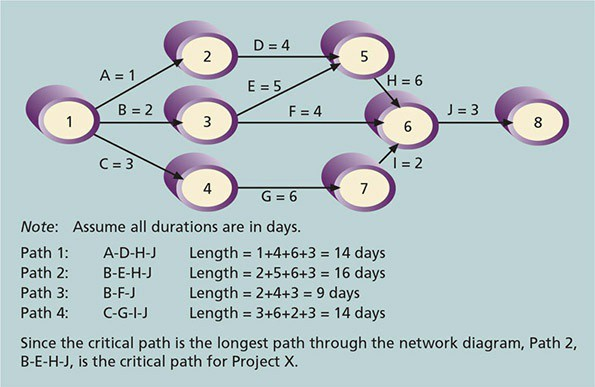 D = 4
2
5
A = 1
E = 5
H = 6
B = 2
F = 4
J = 3
1
3
6
8
C = 3
I = 2
4
7
G = 6
Note: Assume all durations are in days.
Path 1: A-D-H-J Length = 1+4+6+3 = 14 days
Path 2: B-E-H-J Length = 2+5+6+3 = 16 days
Path 3: B-F-J Length = 2+4+3 = 9 days
Path 4: C-G-I-J Length = 3+6+2+3 = 14 days
Since the critical path is the longest path through the network diagram, Path 2,
B-E-H-J, is the critical path for Project X.